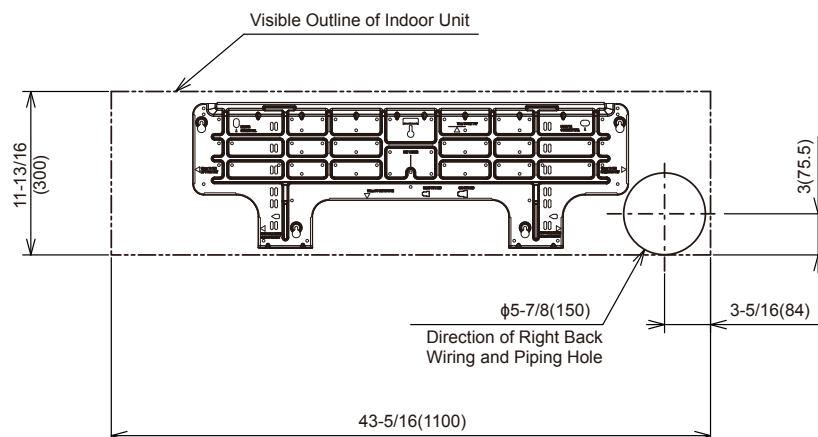 Visible Outline of Indoor Unit
11-13/16
(300)
3(75.5)
ϕ5-7/8(150)
3-5/16(84)
Direction of Right Back
Wiring and Piping Hole
43-5/16(1100)